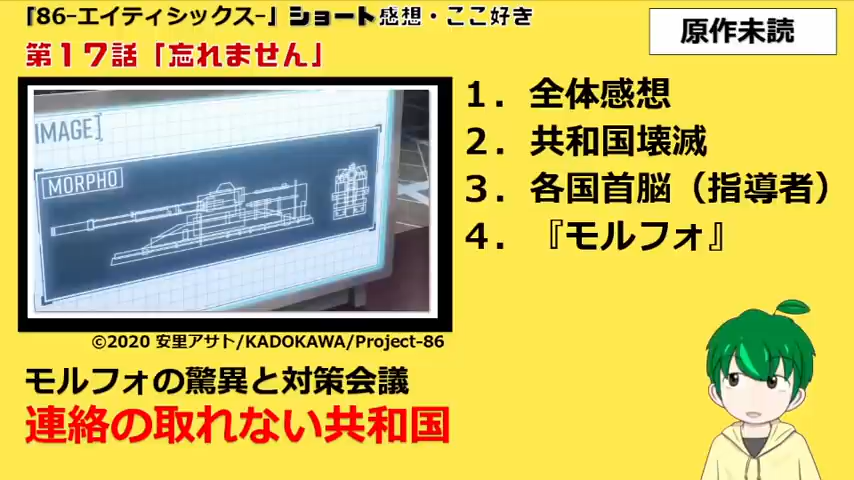 『86-エイティシックス-』ショート感想・ここ好き
原作未読
第１７話「忘れません」
IMAGE]
MORPHO
１．全体感想
２．共和国壊滅
３．各国首脳（指導者）
４．『モルフォ』
©2020 安里アサト/KADOKAWA/Project-86
モルフォの驚異と対策会議
連絡の取れない共和国